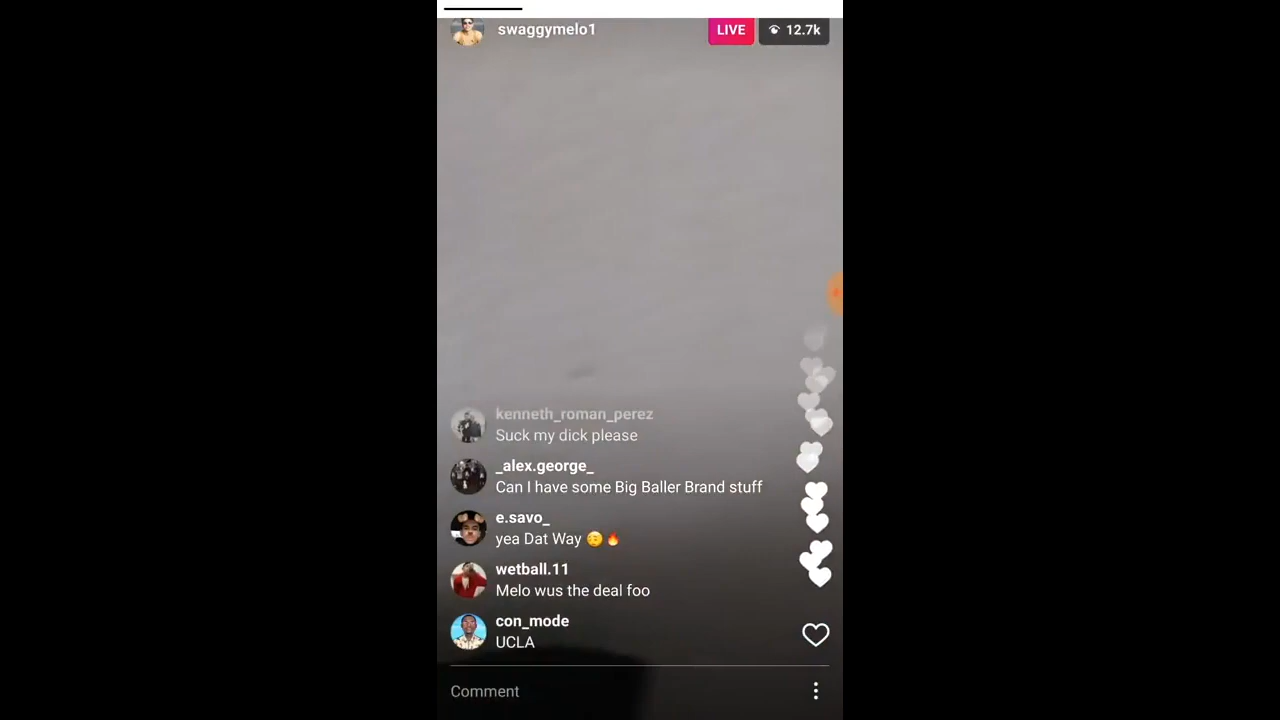 swaggymelo1
LIVE
12.7k
kenneth_roman_perez
Suck my dick please
_alex.george_
Can I have some Big Baller Brand stuff
e.savo_
yea Dat Way 😌🔥
wetball.11
Melo wus the deal foo
con_mode
UCLA
Comment